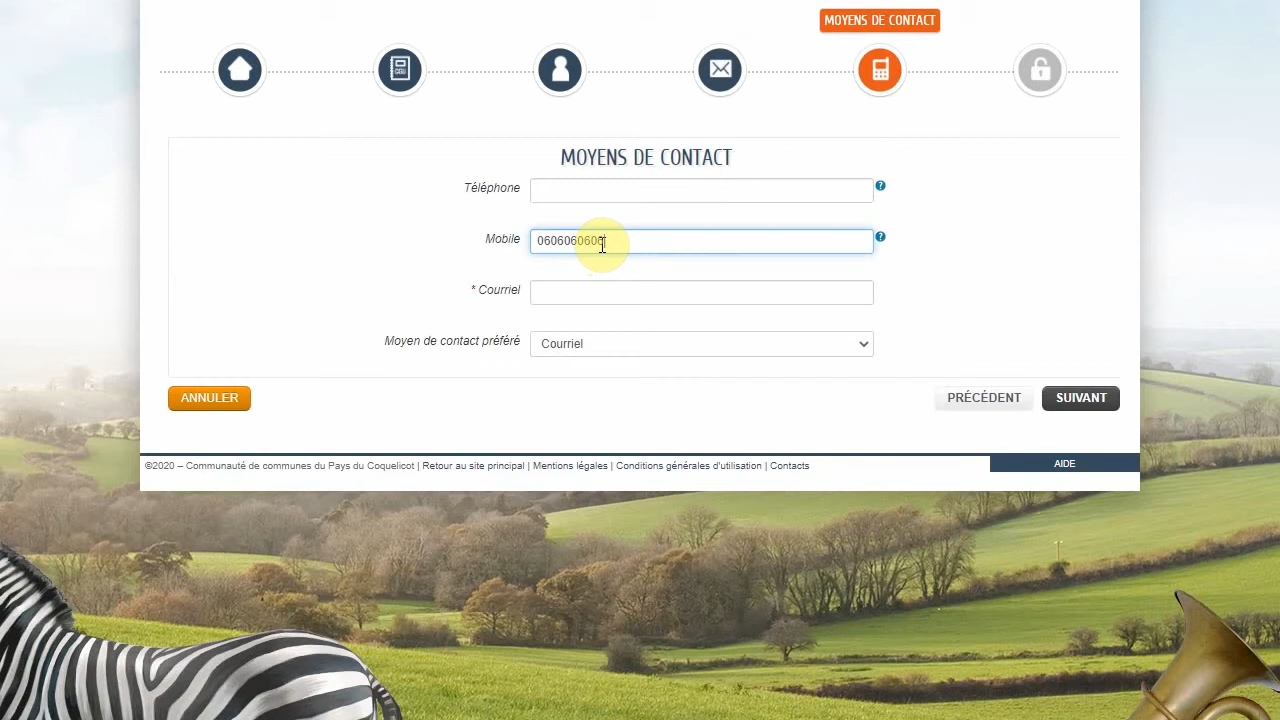 MOYENS DE CONTACT
CGU
MOYENS DE CONTACT
Téléphone
Mobile 0606060606
* Courriel
Moyen de contact préféré Courriel
ANNULER PRÉCÉDENT SUIVANT
©2020 – Communauté de communes du Pays du Coquelicot | Retour au site principal | Mentions légales | Conditions générales d'utilisation | Contacts AIDE